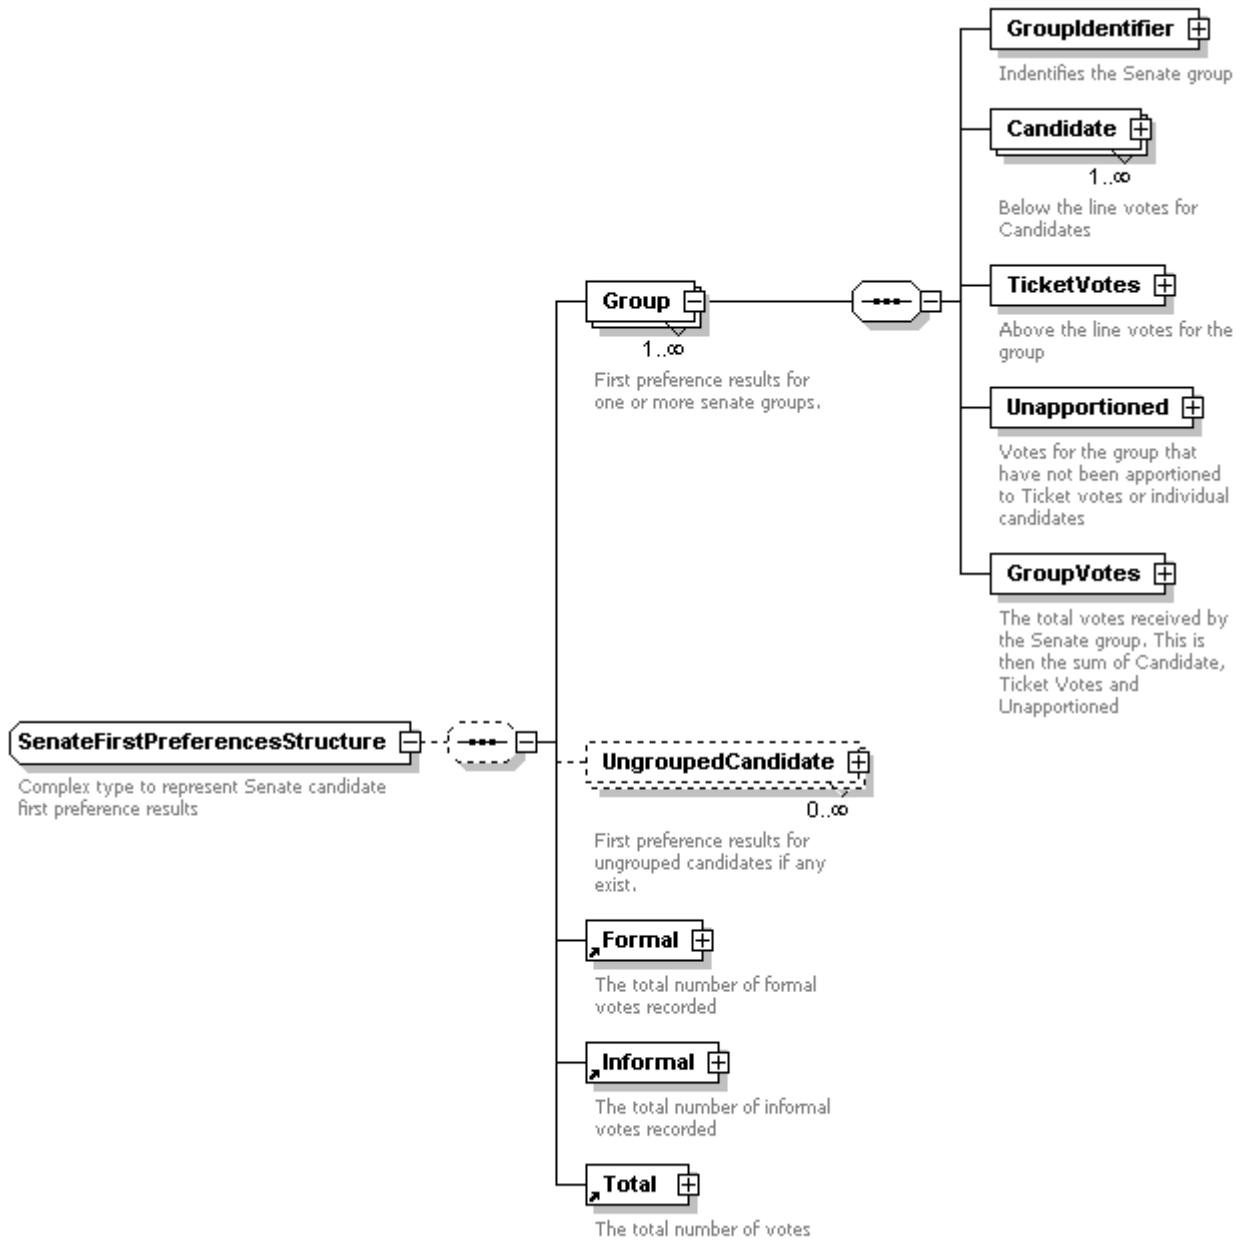 GroupIdentifier
Indentifies the Senate group
Candidate
1..∞
Below the line votes for
Candidates
TicketVotes
Above the line votes for the
group
Group
1..∞
First preference results for
one or more senate groups.
Unapportioned
Votes for the group that
have not been apportioned
to Ticket votes or individual
candidates
GroupVotes
The total votes received by
the Senate group. This is
then the sum of Candidate,
Ticket Votes and
Unapportioned
SenateFirstPreferencesStructure
Complex type to represent Senate candidate
first preference results
UngroupedCandidate
0..∞
First preference results for
ungrouped candidates if any
exist.
Formal
The total number of formal
votes recorded
Informal
The total number of informal
votes recorded
Total
The total number of votes